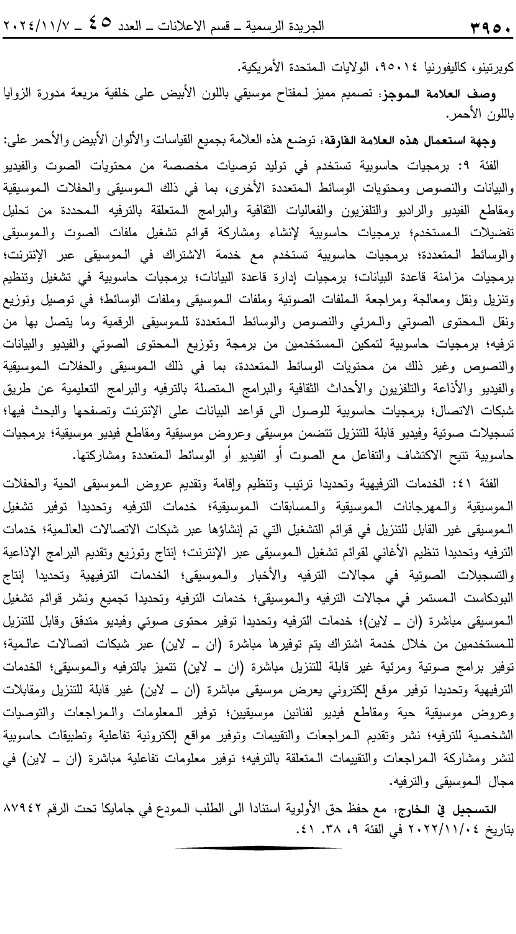 ٣٩٥٠ الجريدة الرسمية ــ قسم الاعلانات ــ العدد ٤٥ ــ ٢٠٢٤/١١/٧
كوبرتينو، كاليفورنيا ٩٥٠١٤، الولايات المتحدة الأمريكية.
وصف العلامة الموجز: تصميم مميز لمفتاح موسيقي باللون الأبيض على خلفية مربعة مدورة الزوايا
باللون الأحمر.
وجهة استعمال هذه العلامة الفارقة: توضع هذه العلامة بجميع القياسات والألوان الأبيض والأحمر على:
الفئة ٩: برمجيات حاسوبية تستخدم في توليد توصيات مخصصة من محتويات الصوت والفيديو
والبيانات والنصوص ومحتويات الوسائط المتعددة الأخرى، بما في ذلك الموسيقى والحفلات الموسيقية
ومقاطع الفيديو والراديو والتلفزيون والفعاليات الثقافية والبرامج المتعلقة بالترفيه المحددة من تحليل
تفضيلات المستخدم؛ برمجيات حاسوبية لإنشاء ومشاركة قوائم تشغيل ملفات الصوت والموسيقى
والوسائط المتعددة؛ برمجيات حاسوبية تستخدم مع خدمة الاشتراك في الموسيقى عبر الإنترنت؛
برمجيات مزامنة قاعدة البيانات؛ برمجيات إدارة قاعدة البيانات؛ برمجيات حاسوبية في تشغيل وتنظيم
وتنزيل ونقل ومعالجة ومراجعة الملفات الصوتية وملفات الموسيقى وملفات الوسائط؛ في توصيل وتوزيع
ونقل المحتوى الصوتي والمرئي والنصوص والوسائط المتعددة للموسيقى الرقمية وما يتصل بها من
ترفيه؛ برمجيات حاسوبية لتمكين المستخدمين من برمجة وتوزيع المحتوى الصوتي والفيديو والبيانات
والنصوص وغير ذلك من محتويات الوسائط المتعددة، بما في ذلك الموسيقى والحفلات الموسيقية
والفيديو والأذاعة والتلفزيون والأحداث الثقافية والبرامج المتصلة بالترفيه والبرامج التعليمية عن طريق
شبكات الاتصال؛ برمجيات حاسوبية للوصول الى قواعد البيانات على الإنترنت وتصفحها والبحث فيها؛
تسجيلات صوتية وفيديو قابلة للتنزيل تتضمن موسيقى وعروض موسيقية ومقاطع فيديو موسيقية؛ برمجيات
حاسوبية تتيح الاكتشاف والتفاعل مع الصوت أو الفيديو أو الوسائط المتعددة ومشاركتها.
الفئة ٤١: الخدمات الترفيهية وتحديدا ترتيب وتنظيم وإقامة وتقديم عروض الموسيقى الحية والحفلات
الموسيقية والمهرجانات الموسيقية والمسابقات الموسيقية؛ خدمات الترفيه وتحديدا توفير تشغيل
الموسيقى غير القابل للتنزيل في قوائم التشغيل التي تم إنشاؤها عبر شبكات الاتصالات العالمية؛ خدمات
الترفيه وتحديدا تنظيم الأغاني لقوائم تشغيل الموسيقى عبر الإنترنت؛ إنتاج وتوزيع وتقديم البرامج الإذاعية
والتسجيلات الصوتية في مجالات الترفيه والأخبار والموسيقى؛ الخدمات الترفيهية وتحديدا إنتاج
البودكاست المستمر في مجالات الترفيه والموسيقى؛ خدمات الترفيه وتحديدا تجميع ونشر قوائم تشغيل
الموسيقى مباشرة (ان ــ لاين)؛ خدمات الترفيه وتحديدا توفير محتوى صوتي وفيديو متدفق وقابل للتنزيل
للمستخدمين من خلال خدمة اشتراك يتم توفيرها مباشرة (ان ــ لاين) عبر شبكات اتصالات عالمية؛
توفير برامج صوتية ومرئية غير قابلة للتنزيل مباشرة (ان ــ لاين) تتميز بالترفيه والموسيقى؛ الخدمات
الترفيهية وتحديدا توفير موقع إلكتروني يعرض موسيقى مباشرة (ان ــ لاين) غير قابلة للتنزيل ومقابلات
وعروض موسيقية حية ومقاطع فيديو لفنانين موسيقيين؛ توفير المعلومات والمراجعات والتوصيات
الشخصية للترفيه؛ نشر وتقديم المراجعات والتقييمات وتوفير مواقع إلكترونية تفاعلية وتطبيقات حاسوبية
لنشر ومشاركة المراجعات والتقييمات المتعلقة بالترفيه؛ توفير معلومات تفاعلية مباشرة (ان ــ لاين) في
مجال الموسيقى والترفيه.
التسجيل في الخارج: مع حفظ حق الأولوية استنادا الى الطلب المودع في جامايكا تحت الرقم ٨٧٩٤٢
بتاريخ ٢٠٢٢/١١/٠٤ في الفئة ٩، ٣٨، ٤١.